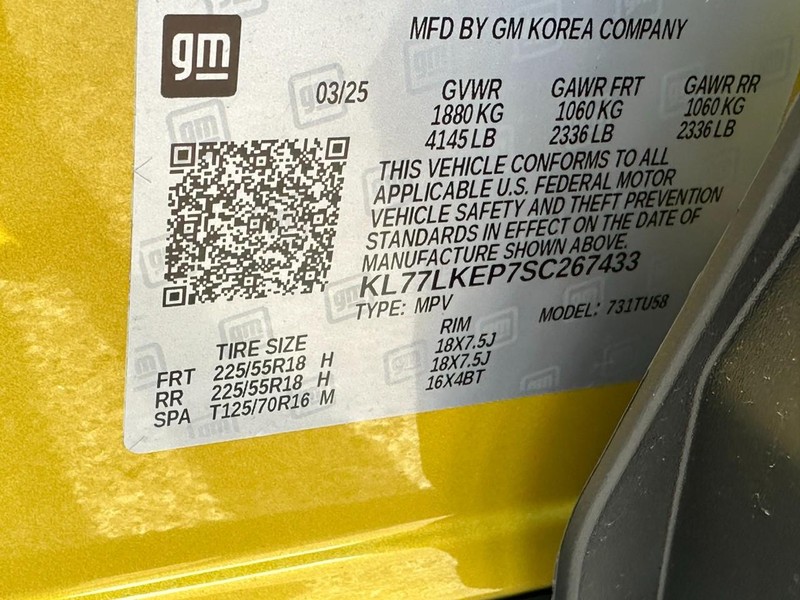 gm
MFD BY GM KOREA COMPANY
03/25 GVWR GAWR FRT GAWR RR
1880 KG 1060 KG 1060 KG
4145 LB 2336 LB 2336 LB
THIS VEHICLE CONFORMS TO ALL
APPLICABLE U.S. FEDERAL MOTOR
VEHICLE SAFETY AND THEFT PREVENTION
STANDARDS IN EFFECT ON THE DATE OF
MANUFACTURE SHOWN ABOVE.
KL77LKEP7SC267433
TYPE: MPV MODEL: 731TU58
TIRE SIZE RIM
FRT 225/55R18 H 18X7.5J
RR 225/55R18 H 18X7.5J
SPA T125/70R16 M 16X4BT